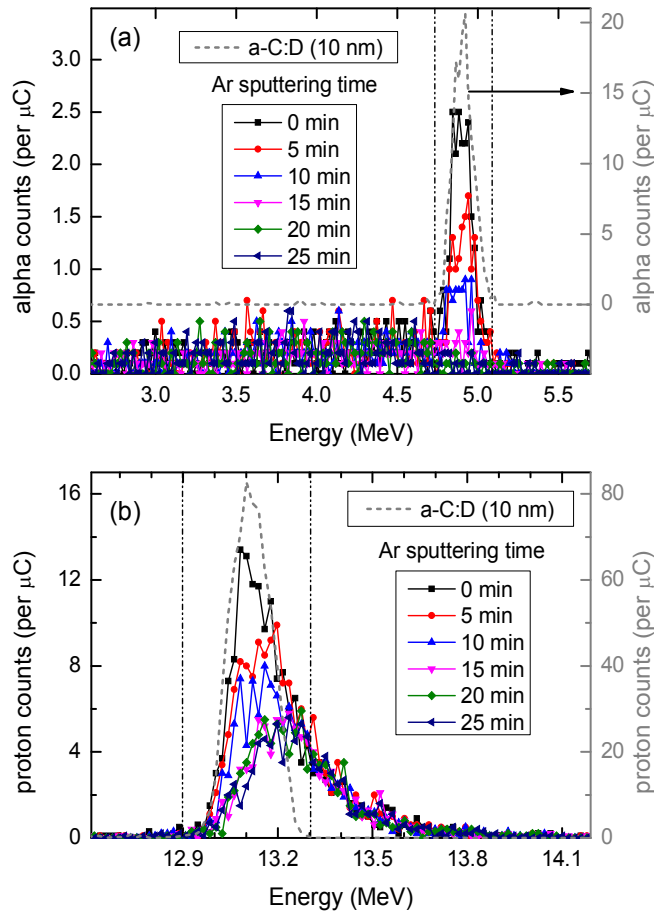 (a)
a-C:D (10 nm)
Ar sputtering time
0 min
5 min
10 min
15 min
20 min
25 min
alpha counts (per μC)
0.0
0.5
1.0
1.5
2.0
2.5
3.0
alpha counts (per μC)
0
5
10
15
20
3.0
3.5
4.0
4.5
5.0
5.5
Energy (MeV)
(b)
a-C:D (10 nm)
Ar sputtering time
0 min
5 min
10 min
15 min
20 min
25 min
proton counts (per μC)
0
4
8
12
16
proton counts (per μC)
0
20
40
60
80
12.9
13.2
13.5
13.8
14.1
Energy (MeV)